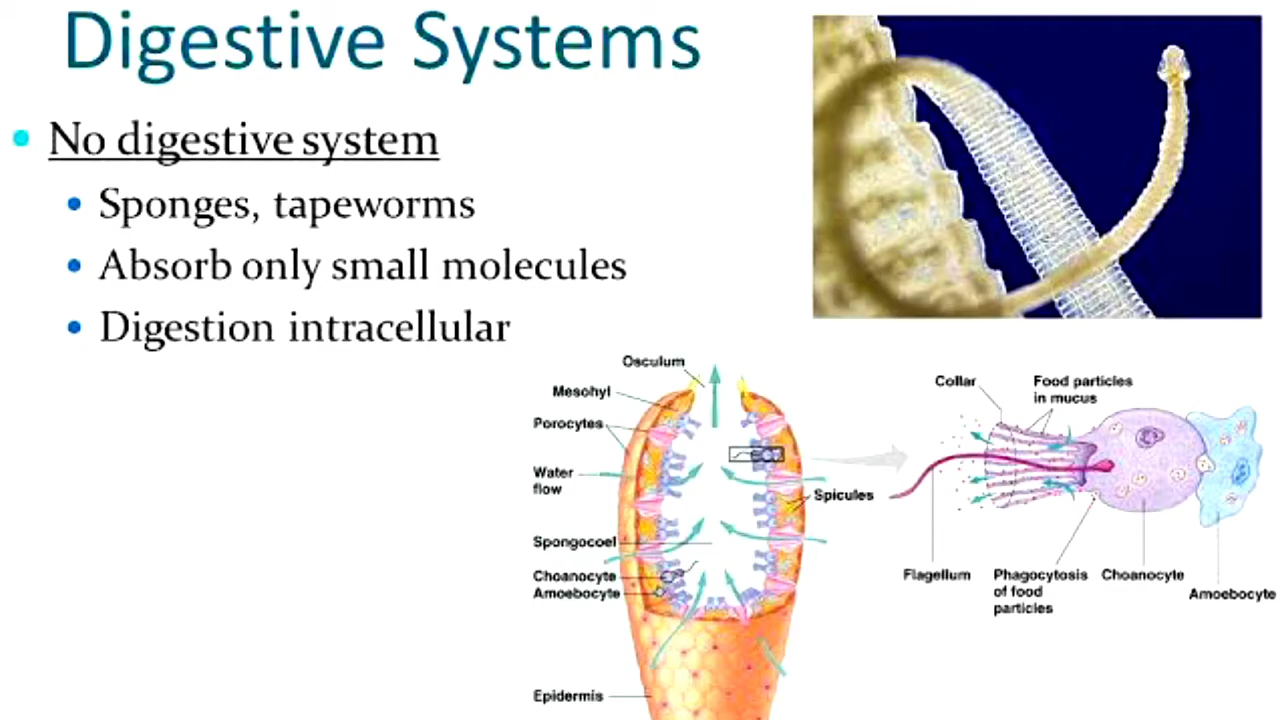 Digestive Systems
No digestive system
Sponges, tapeworms
Absorb only small molecules
Digestion intracellular
Osculum
Mesohyl
Porocytes
Water
flow
Spongocoel
Choanocyte
Amoebocyte
Epidermis
Spicules
Collar
Food particles
in mucus
Flagellum
Phagocytosis
of food
particles
Choanocyte
Amoebocyte